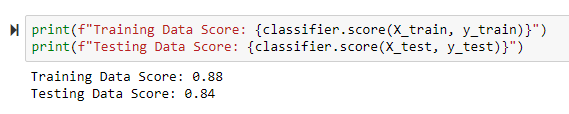 print(f"Training Data Score: {classifier.score(X_train, y_train)}")
print(f"Testing Data Score: {classifier.score(X_test, y_test)}")
Training Data Score: 0.88
Testing Data Score: 0.84